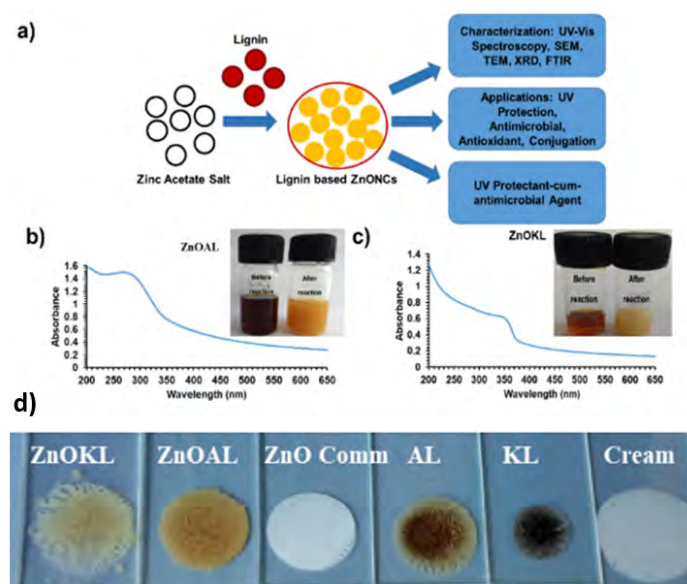 a)
Lignin
Zinc Acetate Salt
Lignin based ZnONCs
Characterization: UV-Vis
Spectroscopy, SEM,
TEM, XRD, FTIR
Applications: UV
Protection,
Antimicrobial,
Antioxidant, Conjugation
UV Protectant-cum-
antimicrobial Agent
b)
ZnOAL
Before
reaction
After
reaction
Absorbance
1.6
1.4
1.2
1
0.8
0.6
0.4
0.2
0
200 250 300 350 400 450 500 550 600 650
Wavelength (nm)
c)
ZnOKL
Before
reaction
After
reaction
Absorbance
1.4
1.2
1
0.8
0.6
0.4
0.2
0
200 250 300 350 400 450 500 550 600 650
Wavelength (nm)
d)
ZnOKL ZnOAL ZnO Comm AL KL Cream